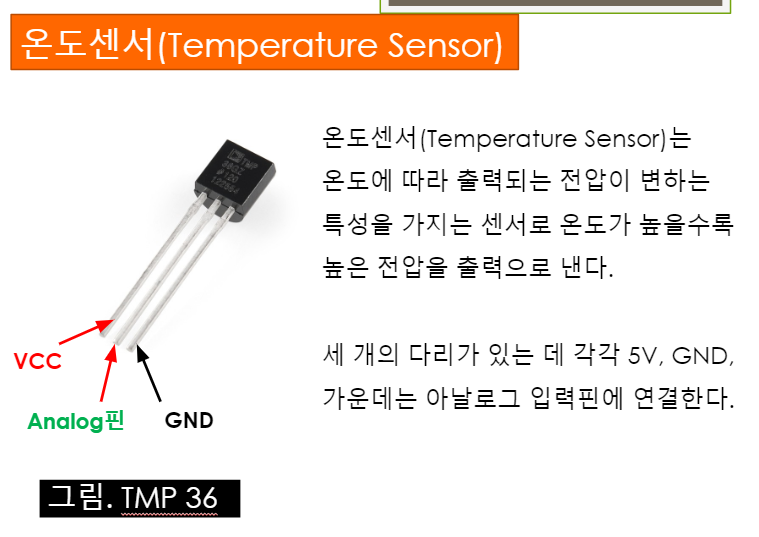 온도센서(Temperature Sensor)
온도센서(Temperature Sensor)는
온도에 따라 출력되는 전압이 변하는
특성을 가지는 센서로 온도가 높을수록
높은 전압을 출력으로 낸다.
세 개의 다리가 있는 데 각각 5V, GND,
가운데는 아날로그 입력핀에 연결한다.
TMP
VCC
Analog핀
GND
그림. TMP 36